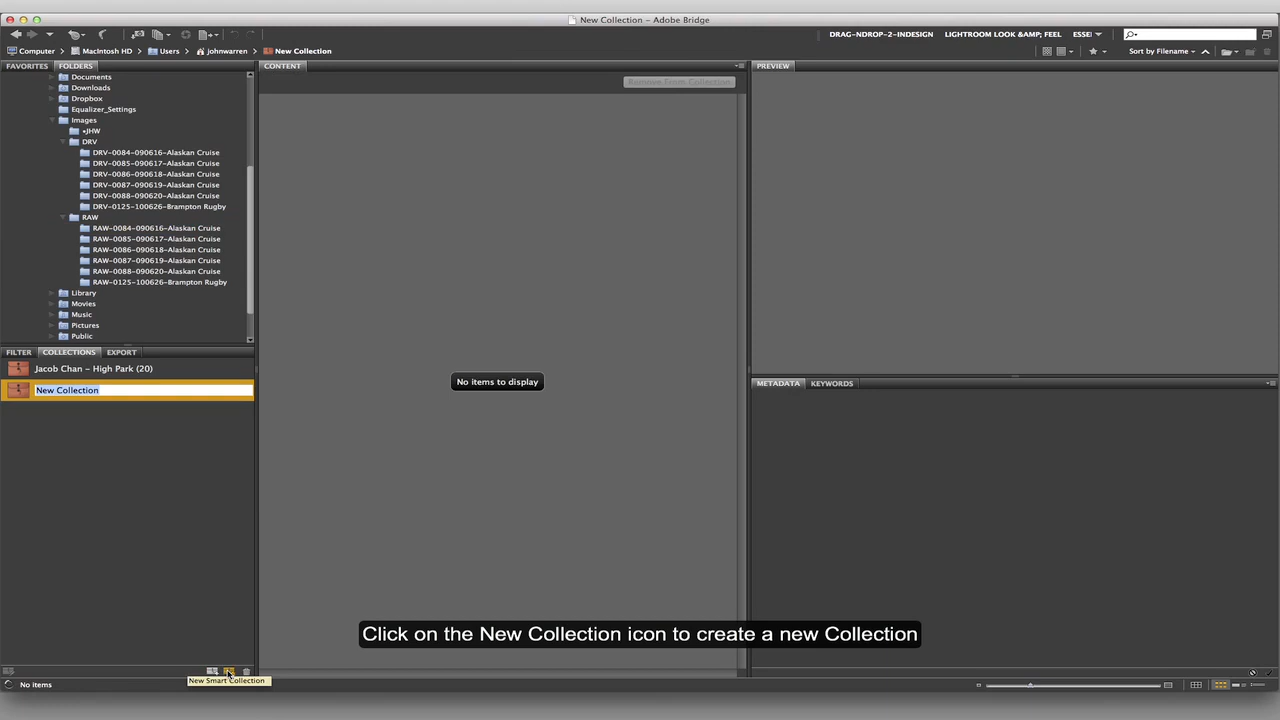 New Collection – Adobe Bridge
DRAG-NDROP-2-INDESIGN LIGHTROOM LOOK &AMP; FEEL ESSE
Computer MacIntosh HD Users johnwarren New Collection
Sort by Filename
FAVORITES FOLDERS
Documents
Downloads
Dropbox
Equalizer_Settings
Images
•JHW
DRV
DRV-0084-090616-Alaskan Cruise
DRV-0085-090617-Alaskan Cruise
DRV-0086-090618-Alaskan Cruise
DRV-0087-090619-Alaskan Cruise
DRV-0088-090620-Alaskan Cruise
DRV-0125-100626-Brampton Rugby
RAW
RAW-0084-090616-Alaskan Cruise
RAW-0085-090617-Alaskan Cruise
RAW-0086-090618-Alaskan Cruise
RAW-0087-090619-Alaskan Cruise
RAW-0088-090620-Alaskan Cruise
RAW-0125-100626-Brampton Rugby
Library
Movies
Music
Pictures
Public
FILTER COLLECTIONS EXPORT
Jacob Chan – High Park (20)
New Collection
New Smart Collection
No items
CONTENT
Remove From Collection
No items to display
PREVIEW
METADATA KEYWORDS
Click on the New Collection icon to create a new Collection